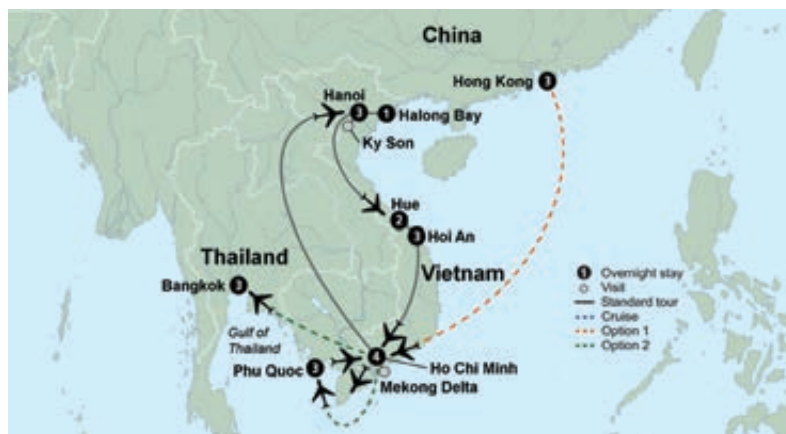 China
Hong Kong 3
Hanoi
3 1 Halong Bay
Ky Son
Hue
2
3 Hoi An
Thailand
Vietnam
Bangkok 3
Gulf of
Thailand
4
Phu Quoc 3
Ho Chi Minh
Mekong Delta
1 Overnight stay
Visit
Standard tour
Cruise
Option 1
Option 2